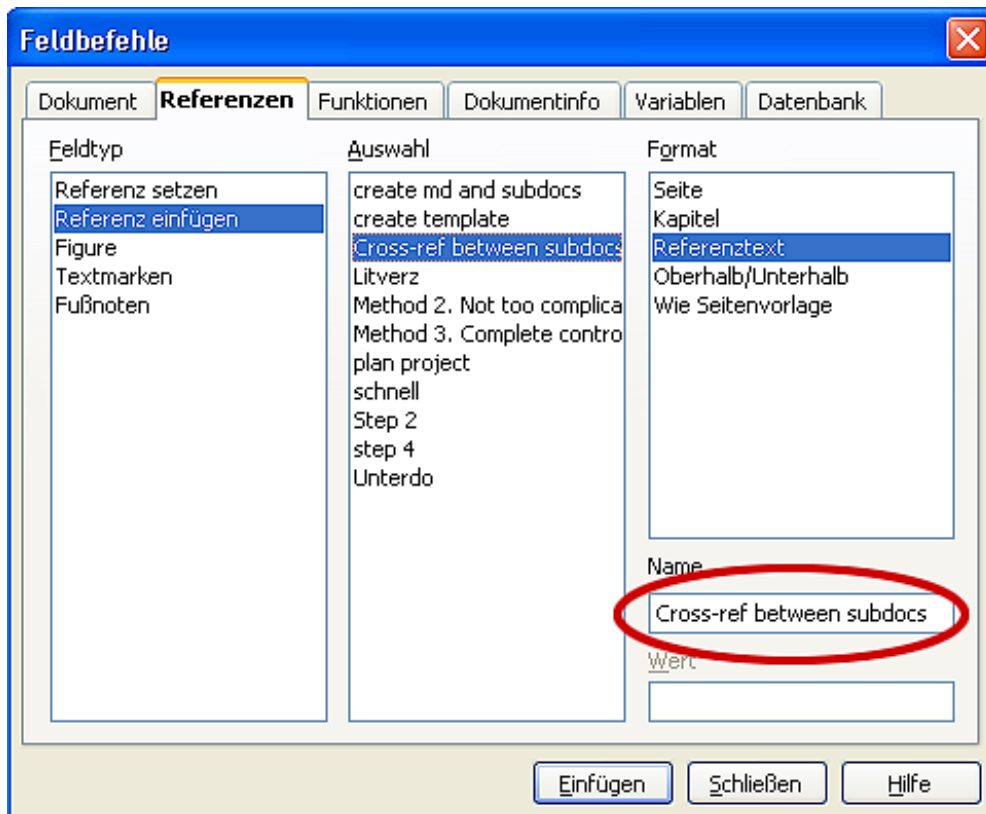 Feldbefehle
Dokument Referenzen Funktionen Dokumentinfo Variablen Datenbank
Feldtyp
Referenz setzen
Referenz einfügen
Figure
Textmarken
Fußnoten
Auswahl
create md and subdocs
create template
Cross-ref between subdocs
Litverz
Method 2. Not too complica
Method 3. Complete contro
plan project
schnell
Step 2
step 4
Unterdo
Format
Seite
Kapitel
Referenztext
Oberhalb/Unterhalb
Wie Seitenvorlage
Name
Cross-ref between subdocs
Wert
Einfügen Schließen Hilfe